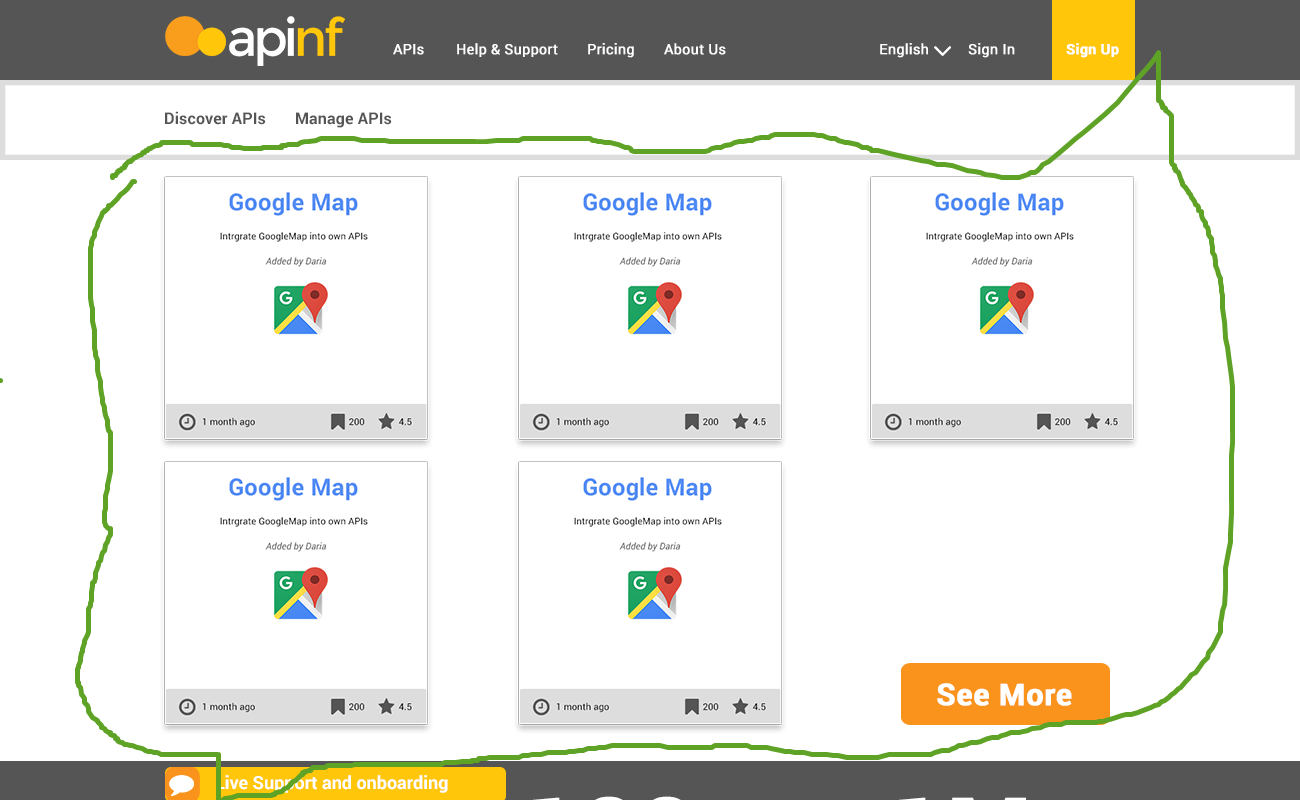 apinf
APIs Help & Support Pricing About Us English Sign In Sign Up
Discover APIs Manage APIs
Google Map Google Map Google Map
Intrgrate GoogleMap into own APIs Intrgrate GoogleMap into own APIs Intrgrate GoogleMap into own APIs
Added by Daria Added by Daria Added by Daria
G G G
1 month ago 200 4.5 1 month ago 200 4.5 1 month ago 200 4.5
Google Map Google Map
Intrgrate GoogleMap into own APIs Intrgrate GoogleMap into own APIs
Added by Daria Added by Daria
G G
1 month ago 200 4.5 1 month ago 200 4.5
See More
Live Support and onboarding